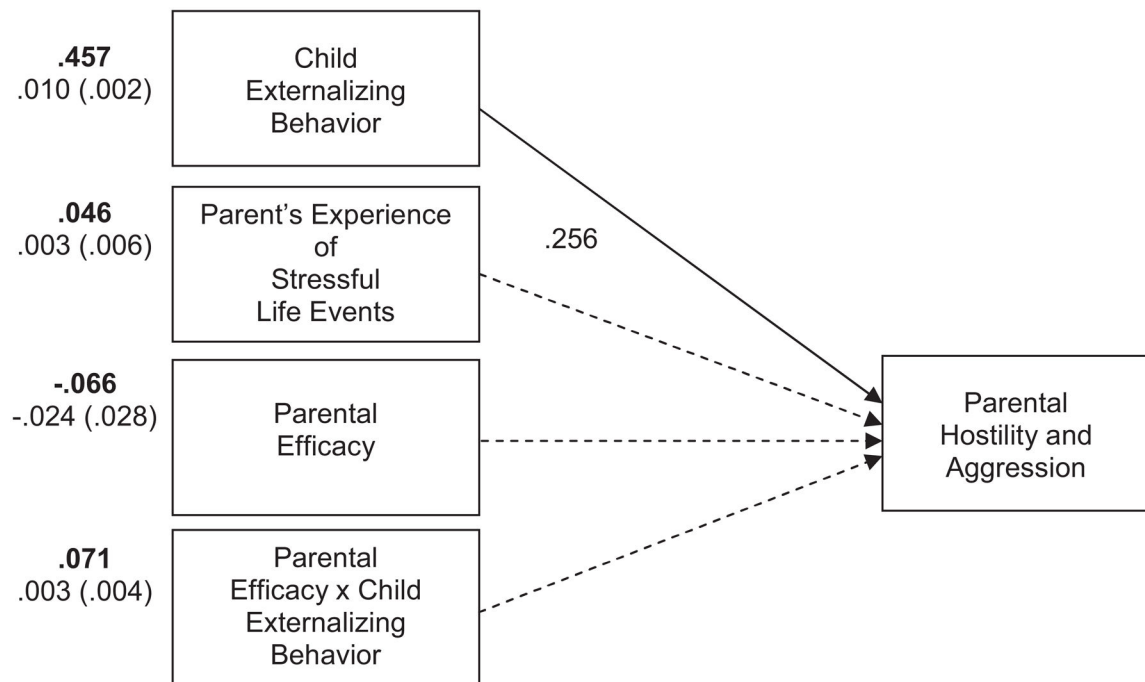 .457
.010 (.002)
Child
Externalizing
Behavior
.046
.003 (.006)
Parent’s Experience
of
Stressful
Life Events
.256
-.066
-.024 (.028)
Parental
Efficacy
Parental
Hostility and
Aggression
.071
.003 (.004)
Parental
Efficacy x Child
Externalizing
Behavior